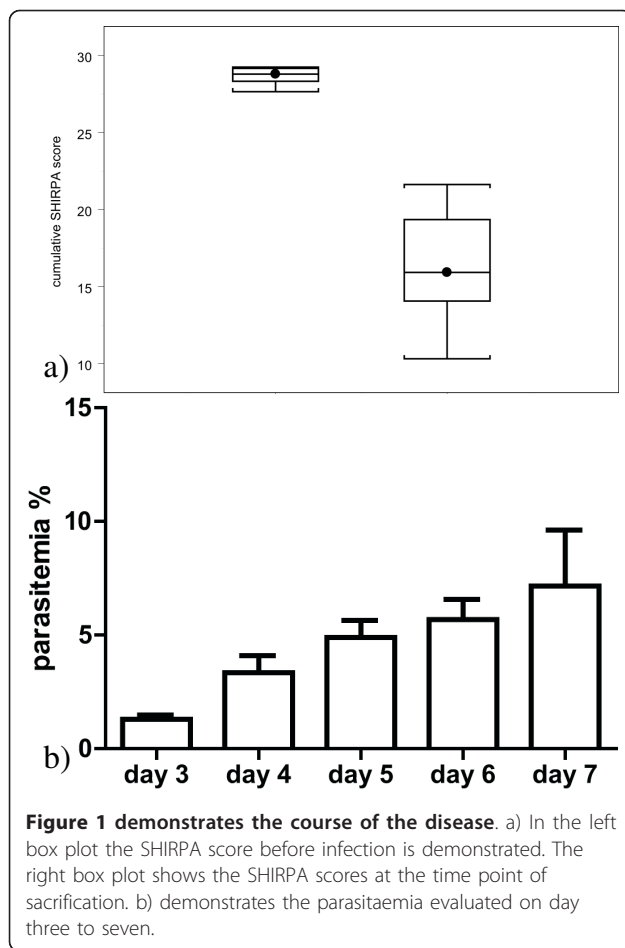 30
25
20
15
10
cumulative SHIRPA score
a)
15
10
5
0
parasitemia %
b)
day 3 day 4 day 5 day 6 day 7
Figure 1 demonstrates the course of the disease. a) In the left
box plot the SHIRPA score before infection is demonstrated. The
right box plot shows the SHIRPA scores at the time point of
sacrification. b) demonstrates the parasitaemia evaluated on day
three to seven.